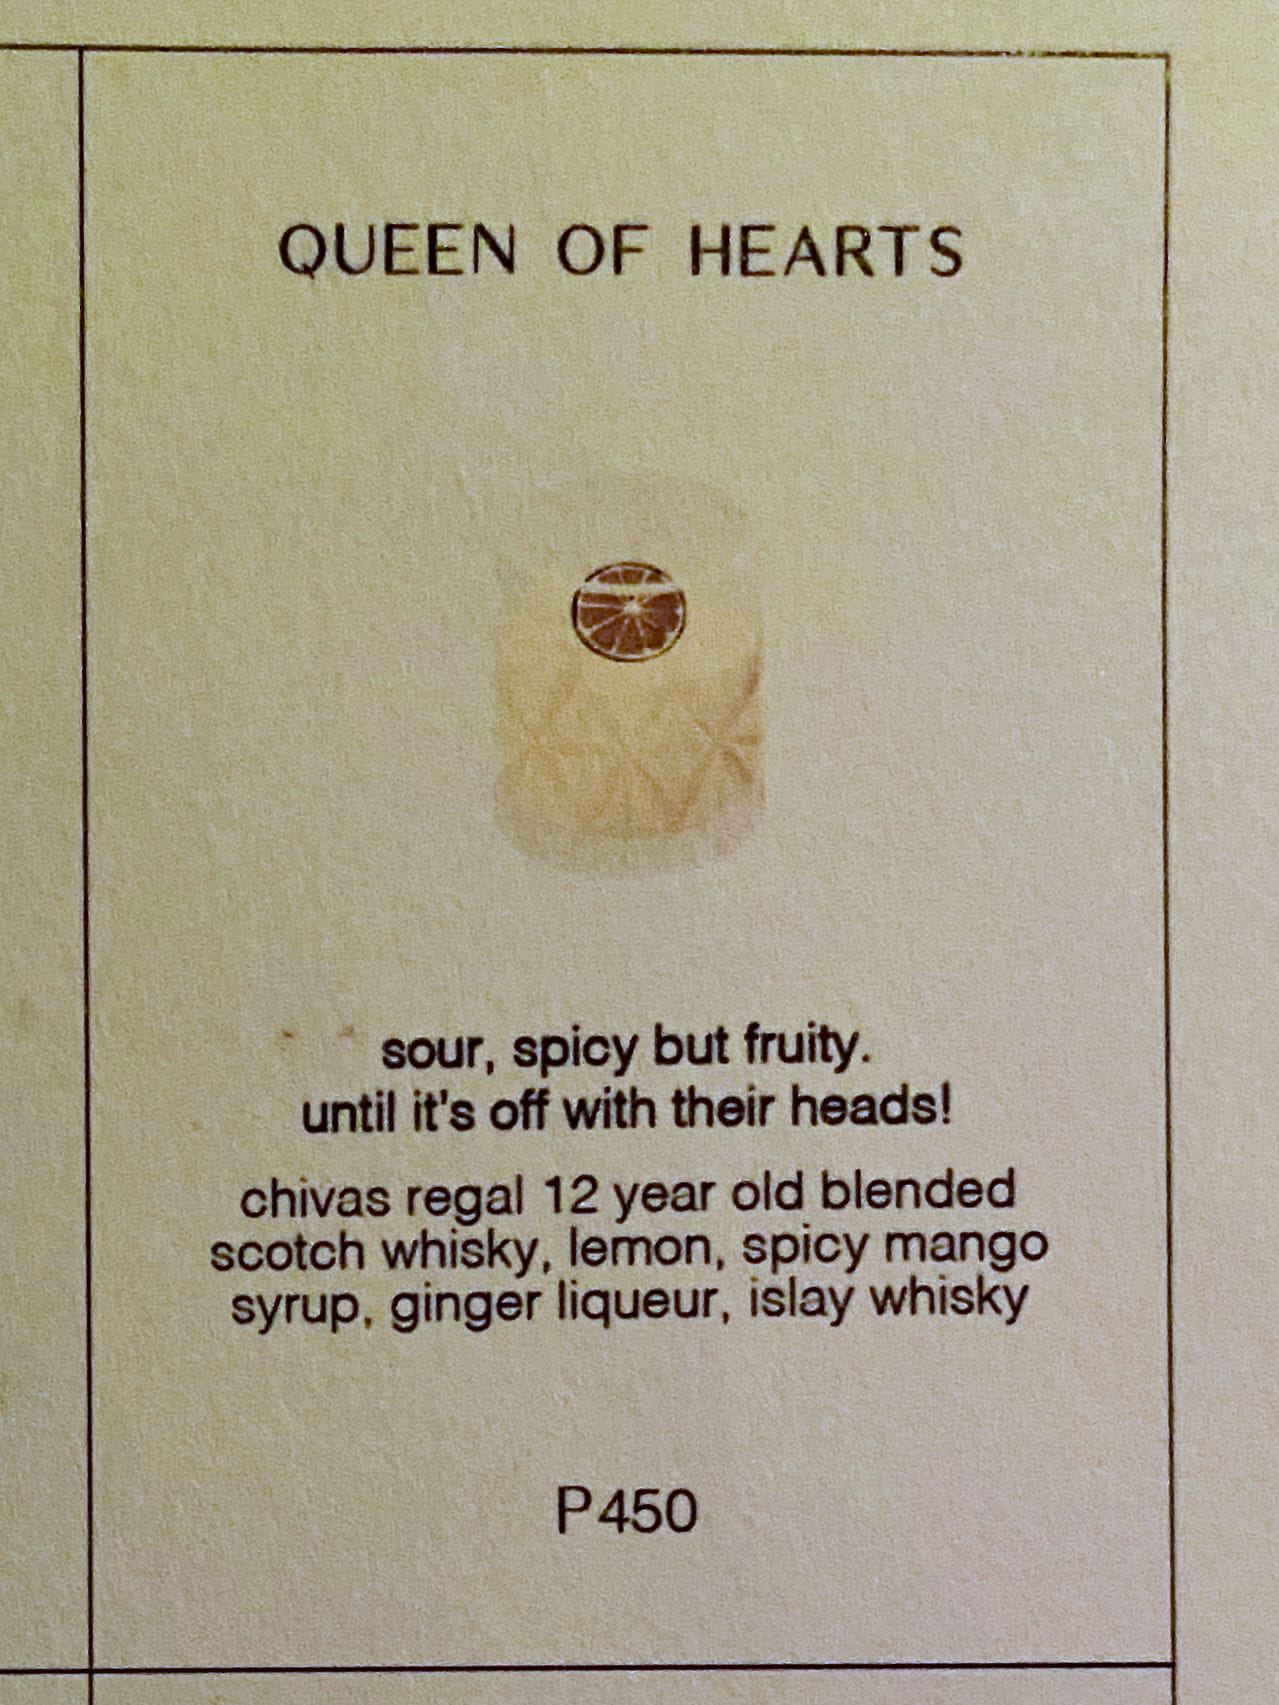 QUEEN OF HEARTS
sour, spicy but fruity.
until it's off with their heads!
chivas regal 12 year old blended
scotch whisky, lemon, spicy mango
syrup, ginger liqueur, islay whisky
P450